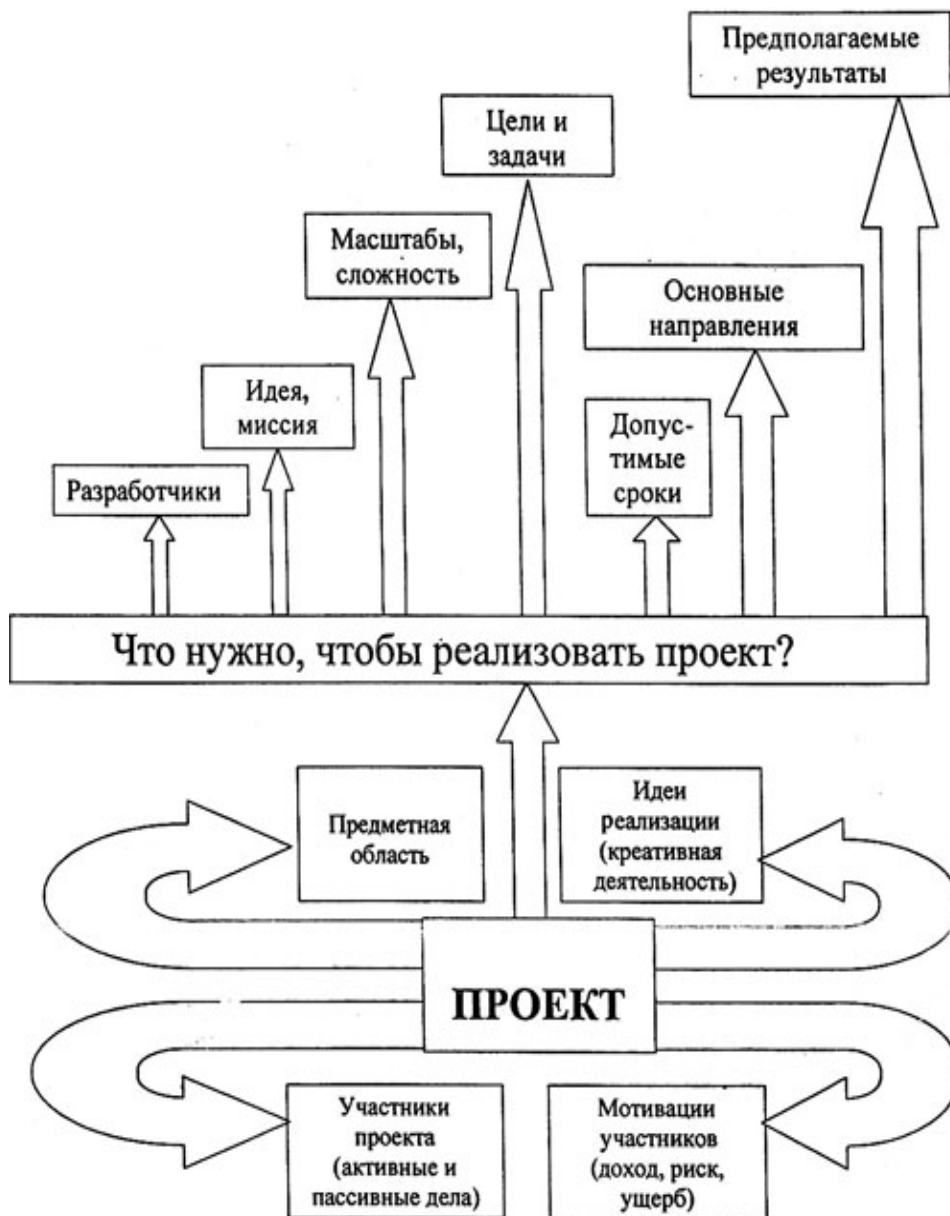 Предполагаемые
результаты
Цели и
задачи
Масштабы,
сложность
Основные
направления
Идея,
миссия
Допус-
тимые
сроки
Разработчики
Что нужно, чтобы реализовать проект?
Предметная
область
Идеи
реализации
(креативная
деятельность)
ПРОЕКТ
Участники
проекта
(активные и
пассивные дела)
Мотивации
участников
(доход, риск,
ущерб)